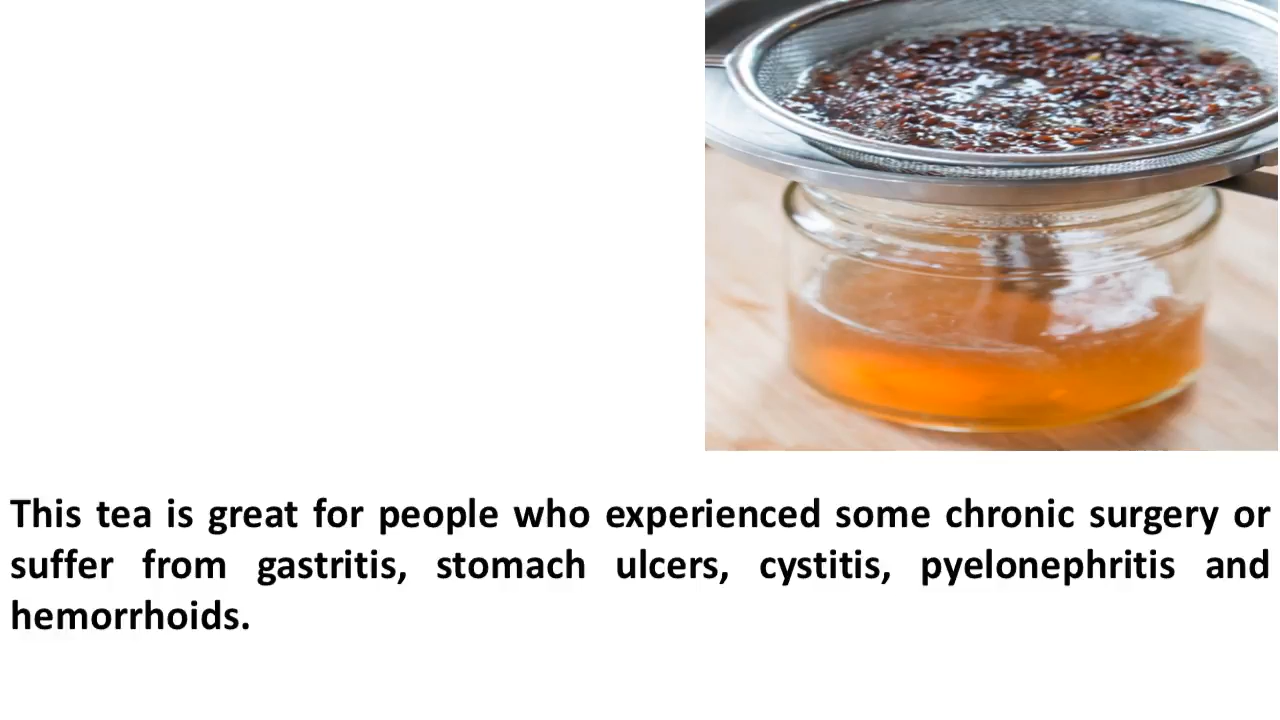 This tea is great for people who experienced some chronic surgery or
suffer from gastritis, stomach ulcers, cystitis, pyelonephritis and
hemorrhoids.